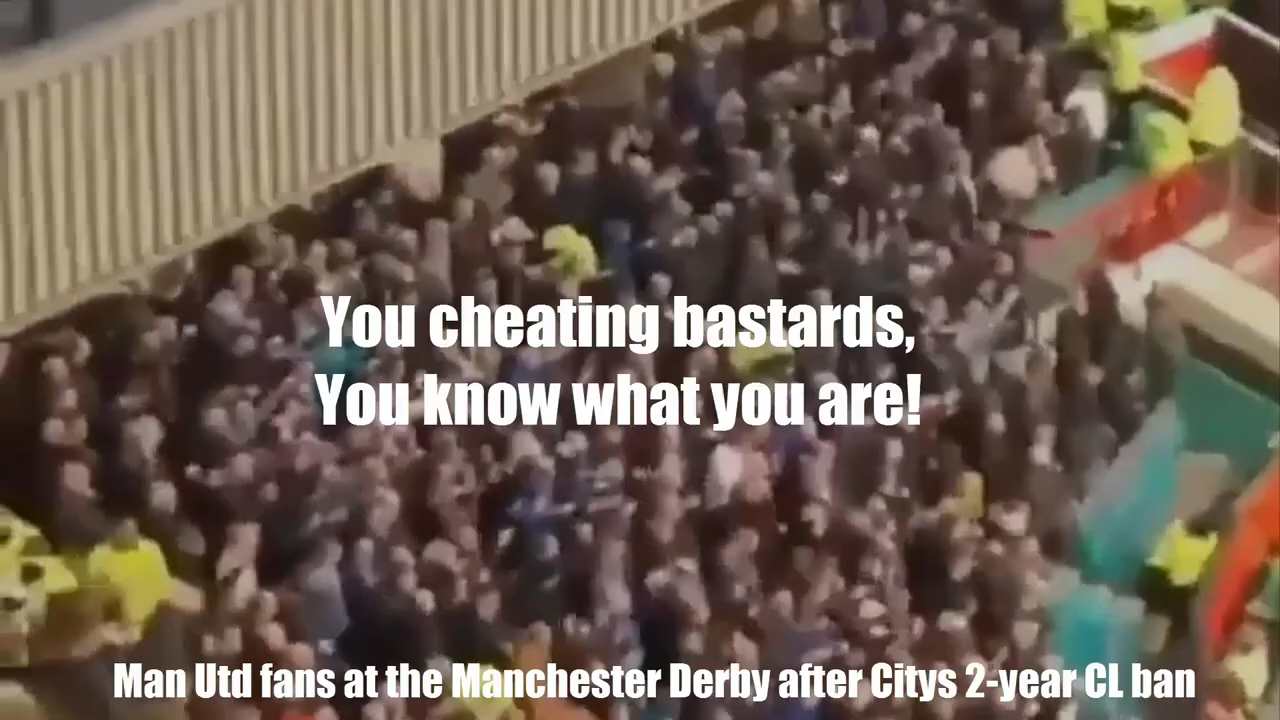 You cheating bastards,
You know what you are!
Man Utd fans at the Manchester Derby after Citys 2-year CL ban